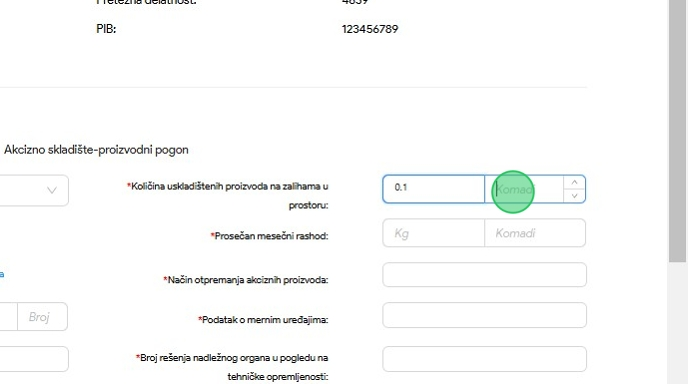 Pretežna delatnost: 4639
PIB: 123456789
Akcizno skladište-proizvodni pogon
*Količina uskladištenih proizvoda na zalihama u
prostoru:
0.1 Komadi
*Prosečan mesečni rashod: Kg Komadi
*Način otpremanja akciznih proizvoda:
Broj
*Podatak o mernim uređajima:
*Broj rešenja nadležnog organa u pogledu na
tehničke opremljenosti: